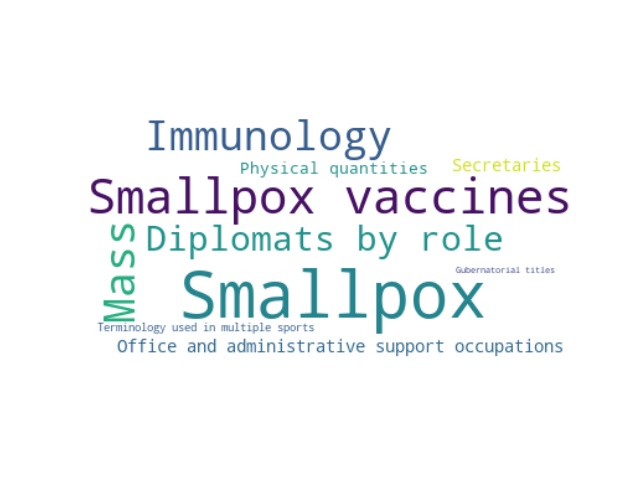 Immunology
Physical quantities
Secretaries
Smallpox vaccines
Mass
Diplomats by role
Gubernatorial titles
Smallpox
Terminology used in multiple sports
Office and administrative support occupations